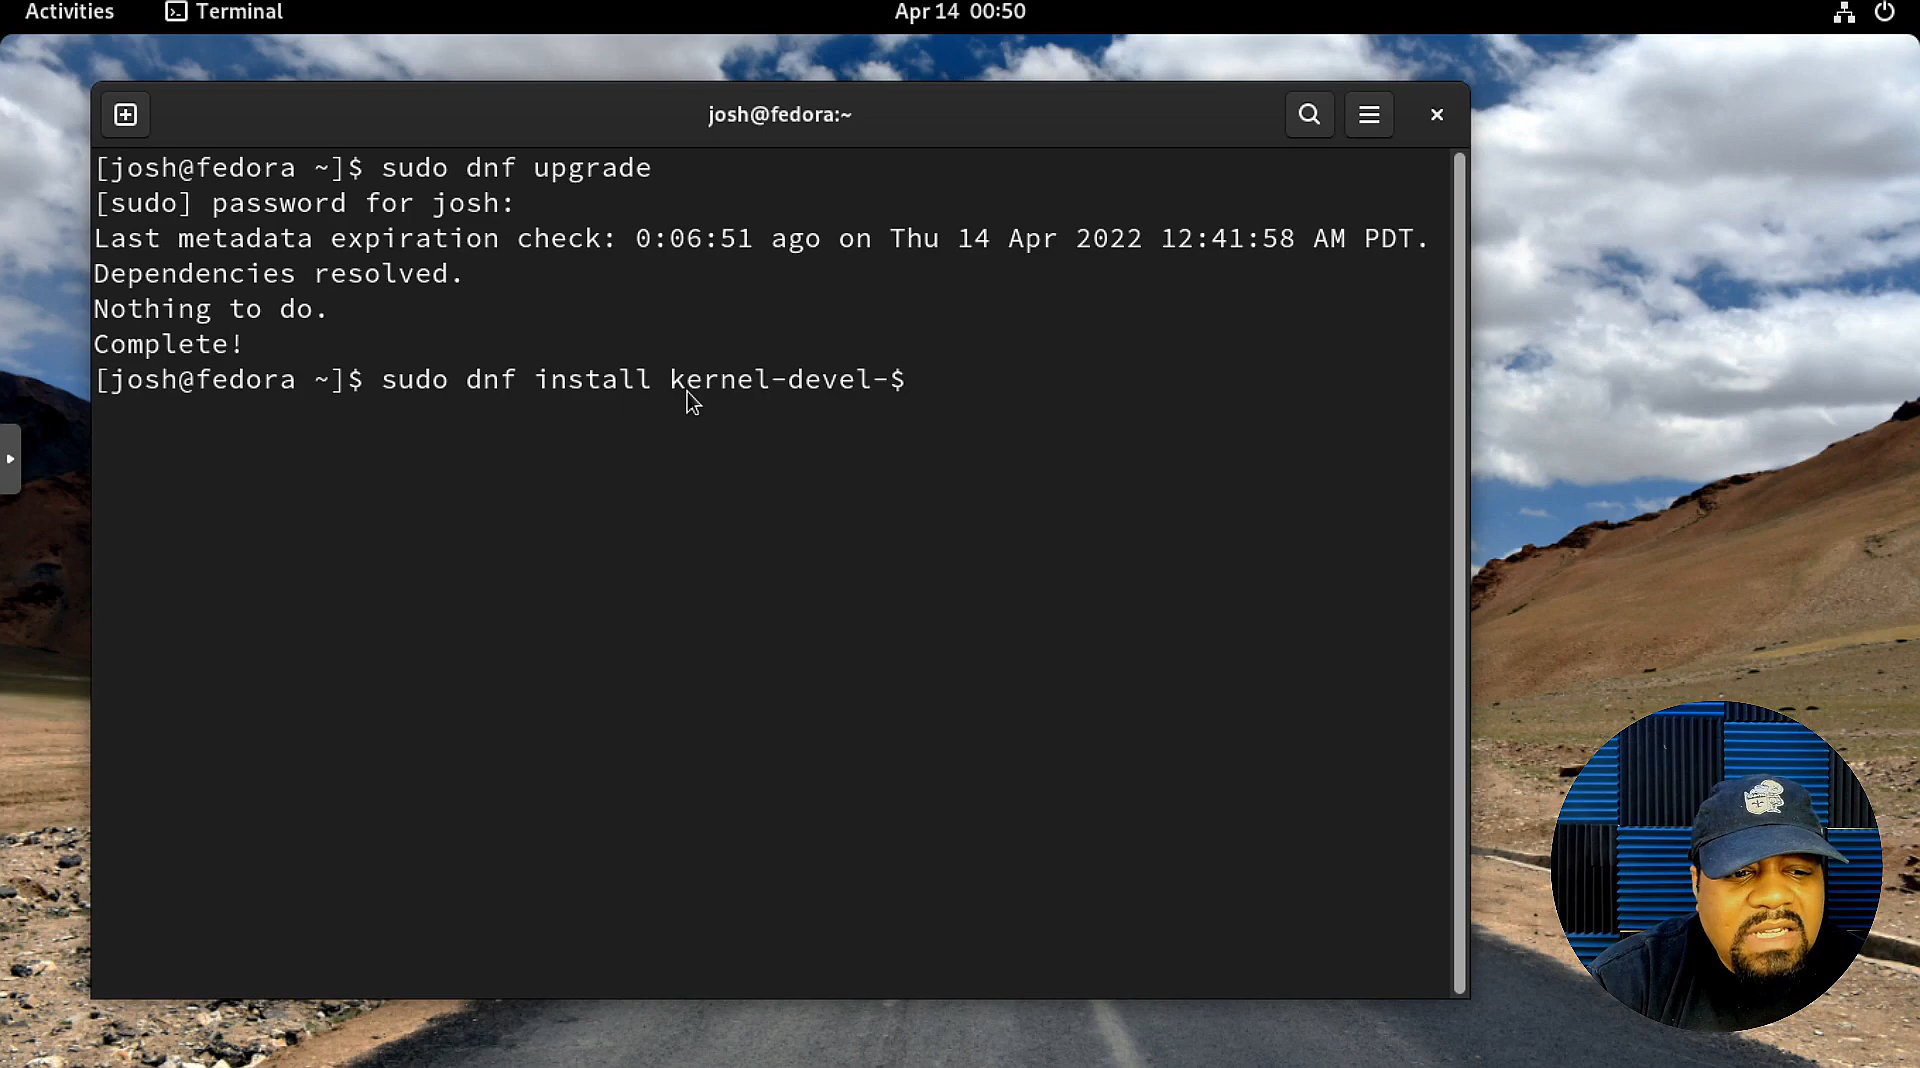 Activities Terminal Apr 14 00:50
josh@fedora:~
[josh@fedora ~]$ sudo dnf upgrade
[sudo] password for josh:
Last metadata expiration check: 0:06:51 ago on Thu 14 Apr 2022 12:41:58 AM PDT.
Dependencies resolved.
Nothing to do.
Complete!
[josh@fedora ~]$ sudo dnf install kernel-devel-$